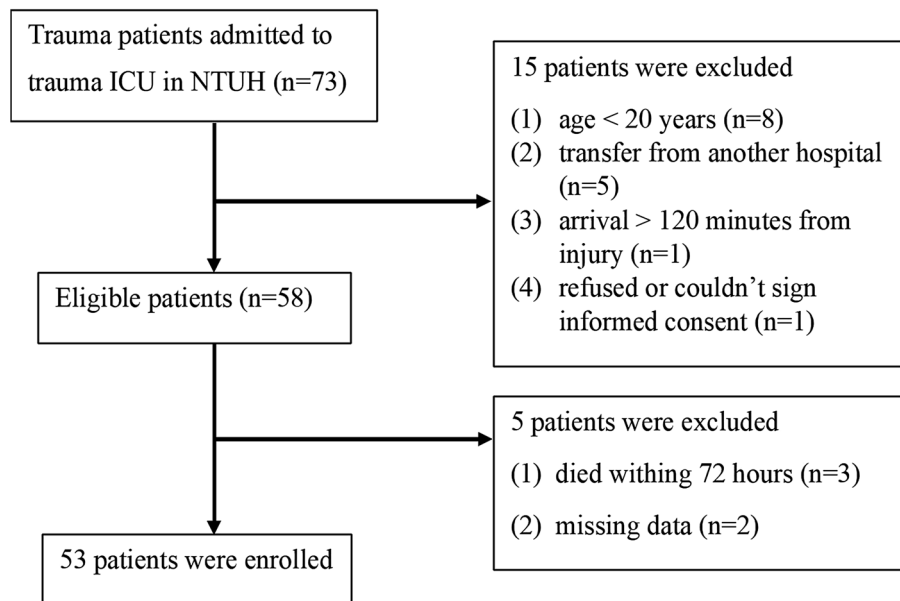 Trauma patients admitted to
trauma ICU in NTUH (n=73)
15 patients were excluded
(1) age < 20 years (n=8)
(2) transfer from another hospital
(n=5)
(3) arrival > 120 minutes from
injury (n=1)
(4) refused or couldn’t sign
informed consent (n=1)
Eligible patients (n=58)
5 patients were excluded
(1) died withing 72 hours (n=3)
(2) missing data (n=2)
53 patients were enrolled